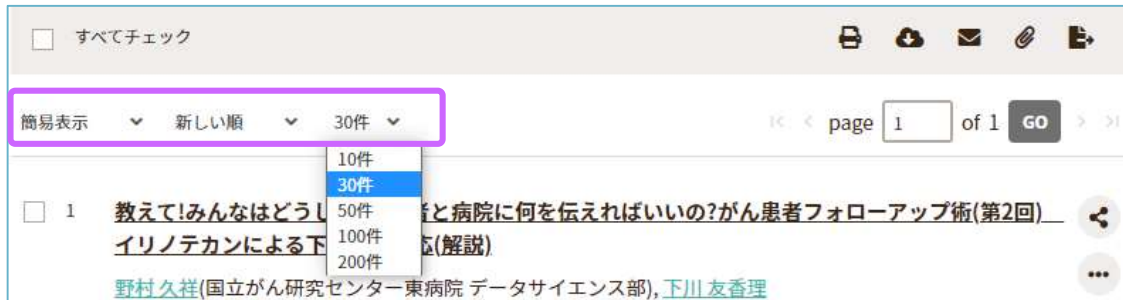 すべてチェック
簡易表示 新しい順 30件 page 1 of 1 GO
10件
30件
50件
100件
200件
1 教えて!みんなはどうし 者と病院に何を伝えればいいの?がん患者フォローアップ術(第2回)
イリノテカンによる下 応(解説)
野村 久祥(国立がん研究センター東病院 データサイエンス部), 下川 友香理